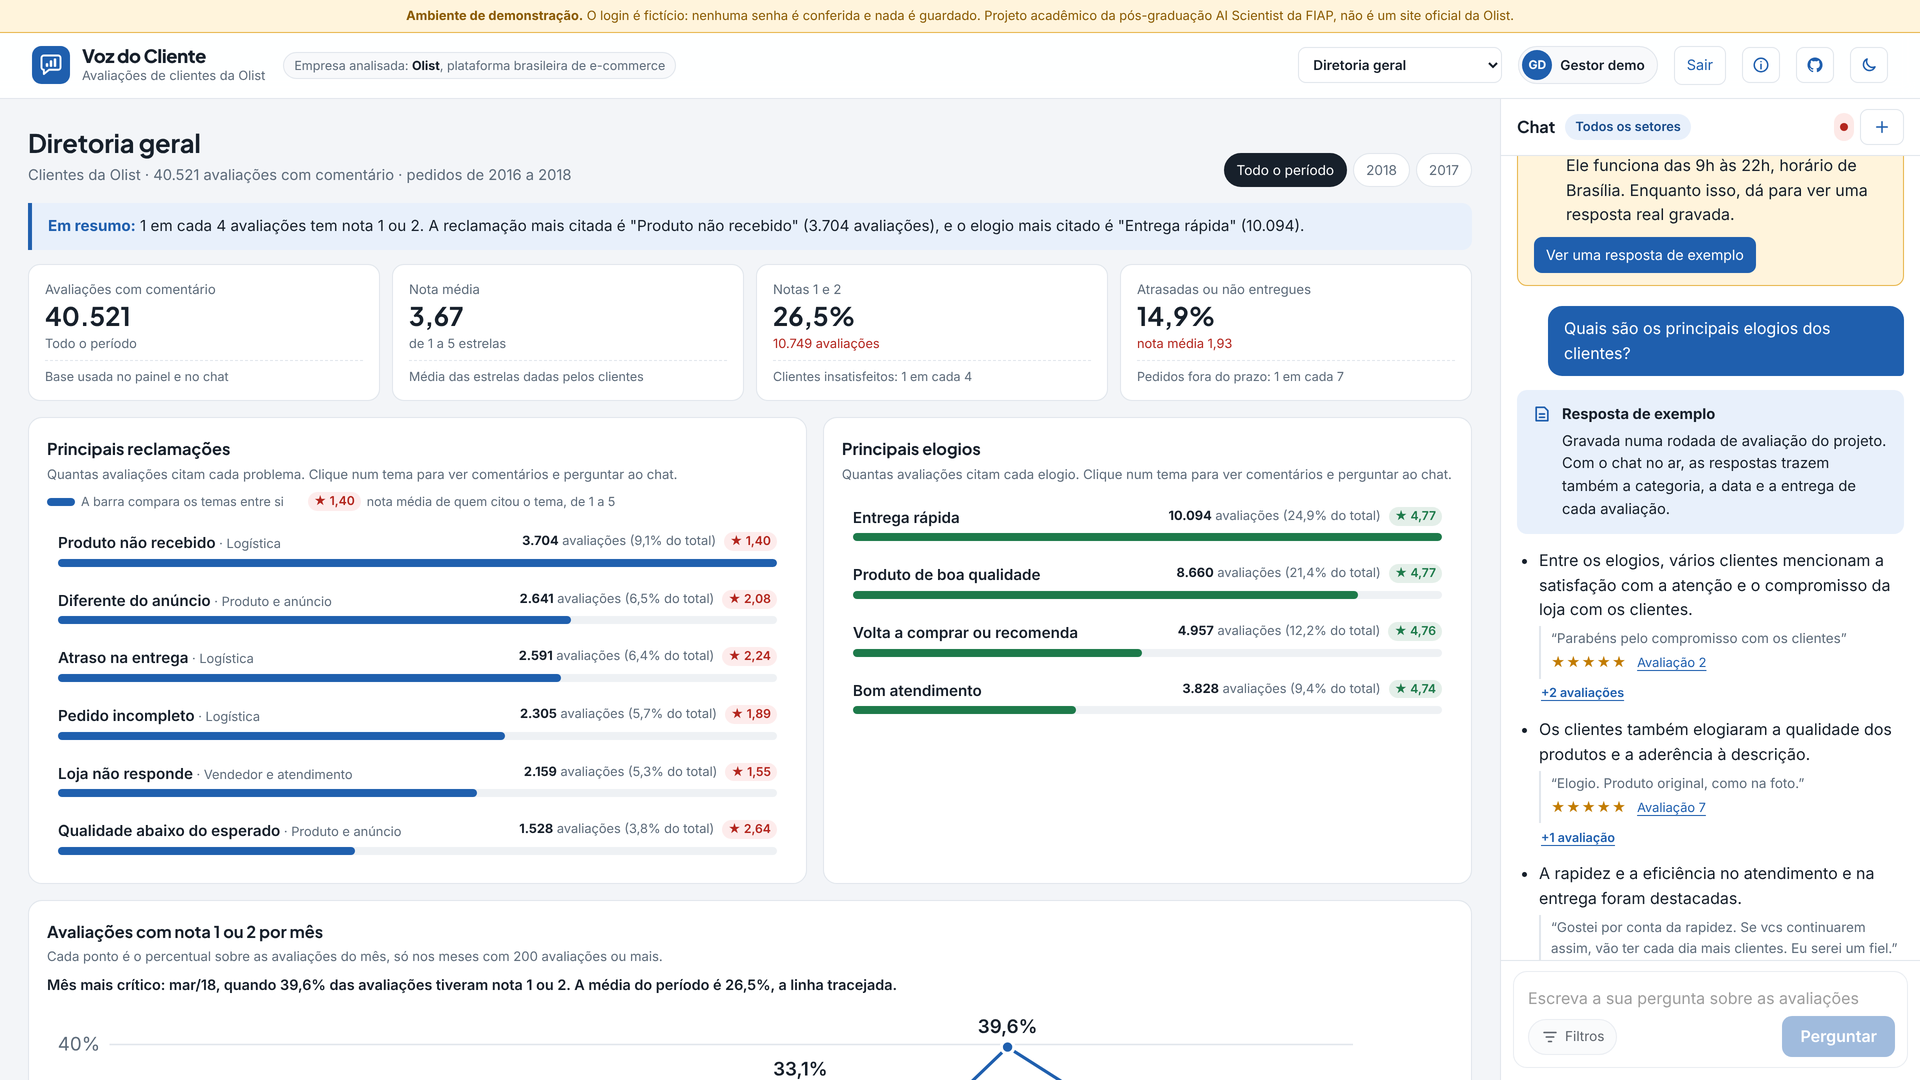 Ambiente de demonstração. O login é fictício: nenhuma senha é conferida e nada é guardado. Projeto acadêmico da pós-graduação AI Scientist da FIAP, não é um site oficial da Olist.
Voz do Cliente
Avaliações de clientes da Olist
Empresa analisada: Olist, plataforma brasileira de e-commerce
Diretoria geral
GD
Gestor demo
Sair
Diretoria geral
Clientes da Olist · 40.521 avaliações com comentário · pedidos de 2016 a 2018
Todo o período
2018
2017
Em resumo: 1 em cada 4 avaliações tem nota 1 ou 2. A reclamação mais citada é "Produto não recebido" (3.704 avaliações), e o elogio mais citado é "Entrega rápida" (10.094).
Avaliações com comentário
40.521
Todo o período
Base usada no painel e no chat
Nota média
3,67
de 1 a 5 estrelas
Média das estrelas dadas pelos clientes
Notas 1 e 2
26,5%
10.749 avaliações
Clientes insatisfeitos: 1 em cada 4
Atrasadas ou não entregues
14,9%
nota média 1,93
Pedidos fora do prazo: 1 em cada 7
Principais reclamações
Quantas avaliações citam cada problema. Clique num tema para ver comentários e perguntar ao chat.
A barra compara os temas entre si ★ 1,40 nota média de quem citou o tema, de 1 a 5
Produto não recebido · Logística 3.704 avaliações (9,1% do total) ★ 1,40
Diferente do anúncio · Produto e anúncio 2.641 avaliações (6,5% do total) ★ 2,08
Atraso na entrega · Logística 2.591 avaliações (6,4% do total) ★ 2,24
Pedido incompleto · Logística 2.305 avaliações (5,7% do total) ★ 1,89
Loja não responde · Vendedor e atendimento 2.159 avaliações (5,3% do total) ★ 1,55
Qualidade abaixo do esperado · Produto e anúncio 1.528 avaliações (3,8% do total) ★ 2,64
Principais elogios
Quantas avaliações citam cada elogio. Clique num tema para ver comentários e perguntar ao chat.
Entrega rápida 10.094 avaliações (24,9% do total) ★ 4,77
Produto de boa qualidade 8.660 avaliações (21,4% do total) ★ 4,77
Volta a comprar ou recomenda 4.957 avaliações (12,2% do total) ★ 4,76
Bom atendimento 3.828 avaliações (9,4% do total) ★ 4,74
Avaliações com nota 1 ou 2 por mês
Cada ponto é o percentual sobre as avaliações do mês, só nos meses com 200 avaliações ou mais.
Mês mais crítico: mar/18, quando 39,6% das avaliações tiveram nota 1 ou 2. A média do período é 26,5%, a linha tracejada.
39,6%
40%
33,1%
Chat
Todos os setores
Ele funciona das 9h às 22h, horário de
Brasília. Enquanto isso, dá para ver uma
resposta real gravada.
Ver uma resposta de exemplo
Quais são os principais elogios dos
clientes?
Resposta de exemplo
Gravada numa rodada de avaliação do projeto.
Com o chat no ar, as respostas trazem
também a categoria, a data e a entrega de
cada avaliação.
• Entre os elogios, vários clientes mencionam a
satisfação com a atenção e o compromisso da
loja com os clientes.
“Parabéns pelo compromisso com os clientes”
★★★★★ Avaliação 2
+2 avaliações
• Os clientes também elogiaram a qualidade dos
produtos e a aderência à descrição.
“Elogio. Produto original, como na foto.”
★★★★★ Avaliação 7
+1 avaliação
• A rapidez e a eficiência no atendimento e na
entrega foram destacadas.
“Gostei por conta da rapidez. Se vcs continuarem
assim, vão ter cada dia mais clientes. Eu serei um fiel.”
Escreva a sua pergunta sobre as avaliações
Filtros
Perguntar